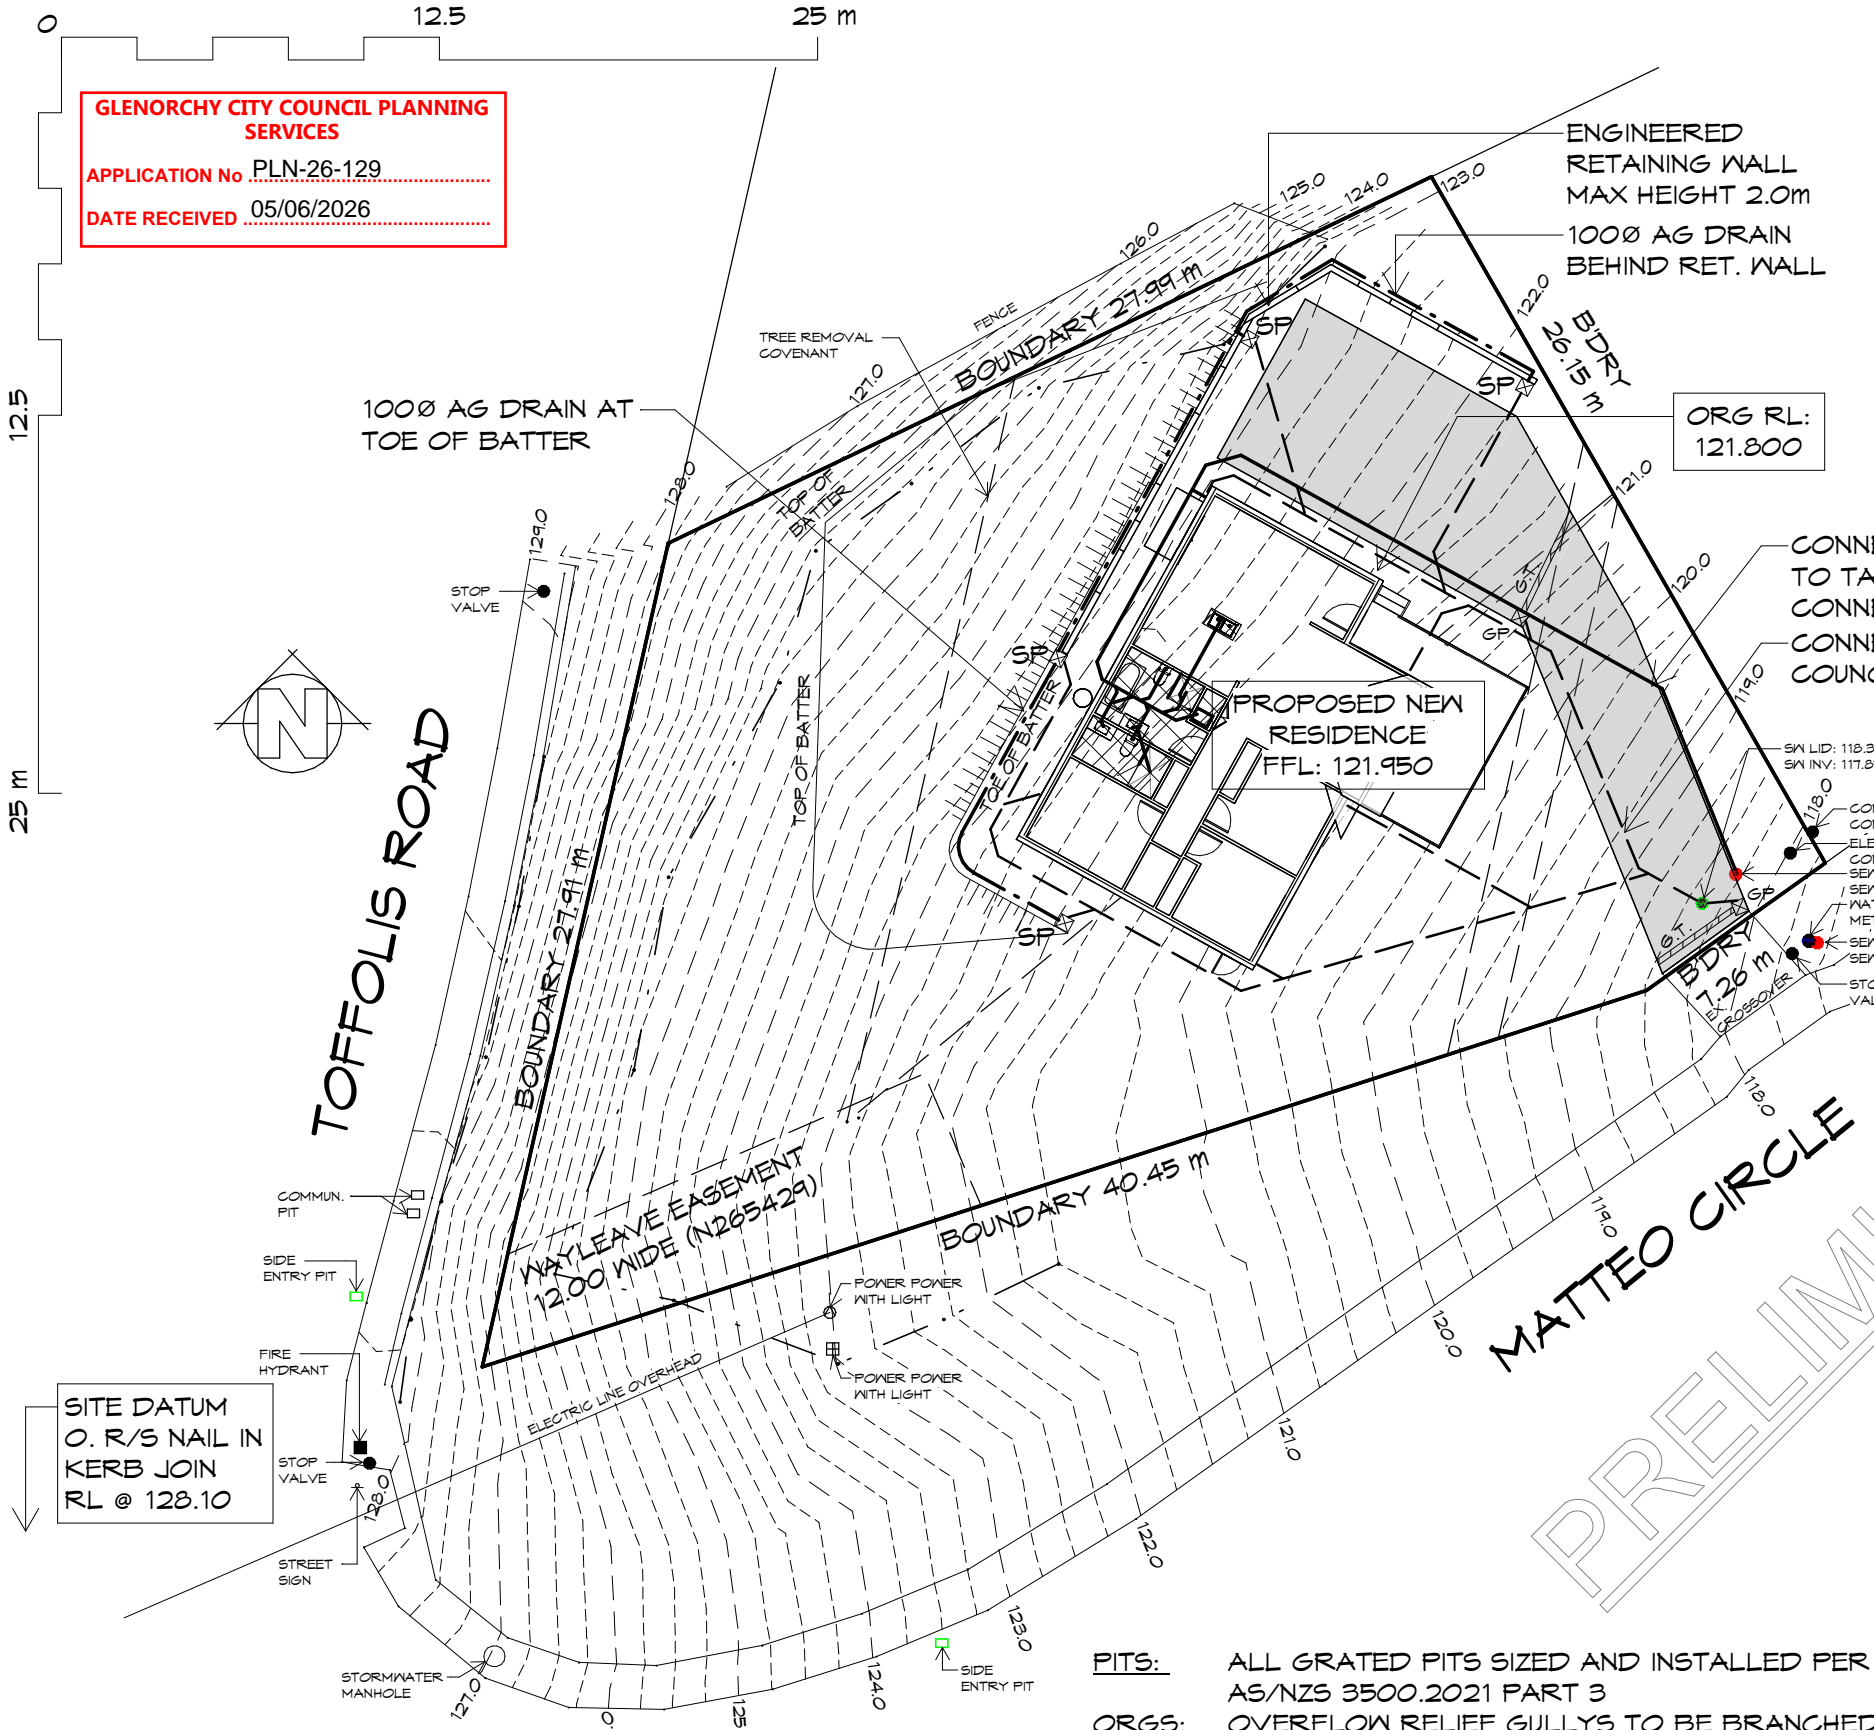 0
12.5
25 m
12.5
25 m
GLENORCHY CITY COUNCIL PLANNING
SERVICES
APPLICATION No PLN-26-129
DATE RECEIVED 05/06/2026
ENGINEERED
RETAINING WALL
MAX HEIGHT 2.0m
100Ø AG DRAIN
BEHIND RET. WALL
125.0
124.0
123.0
126.0
127.0
128.0
129.0
122.0
121.0
120.0
119.0
118.0
FENCE
BOUNDARY 27.99 m
TREE REMOVAL
COVENANT
100Ø AG DRAIN AT
TOE OF BATTER
TOP OF
BATTER
B'DRY
26.15 m
SP
SP
SP
SP
ORG RL:
121.800
STOP
VALVE
G.T.
GP
TOP OF BATTER
TOE OF BATTER
PROPOSED NEW
RESIDENCE
FFL: 121.950
N
TOFFOLIS ROAD
BOUNDARY 27.91 m
SW LID: 118.3
SW INV: 117.8
GP
G.T.
B'DRY
7.26 m
EX.
CROSSOVER
118.0
119.0
120.0
121.0
122.0
123.0
124.0
125
127.0
128.0
MATTEO CIRCLE
WAYLEAVE EASEMENT
12.00 WIDE (N265429)
BOUNDARY 40.45 m
COMMUN.
PIT
SIDE
ENTRY PIT
FIRE
HYDRANT
POWER POWER
WITH LIGHT
POWER POWER
WITH LIGHT
ELECTRIC LINE OVERHEAD
SITE DATUM
O. R/S NAIL IN
KERB JOIN
RL @ 128.10
STOP
VALVE
STREET
SIGN
STORMWATER
MANHOLE
SIDE
ENTRY PIT
PITS: ALL GRATED PITS SIZED AND INSTALLED PER
AS/NZS 3500.2021 PART 3
ORGS: OVERFLOW RELIEF GULLYS TO BE BRANCHED